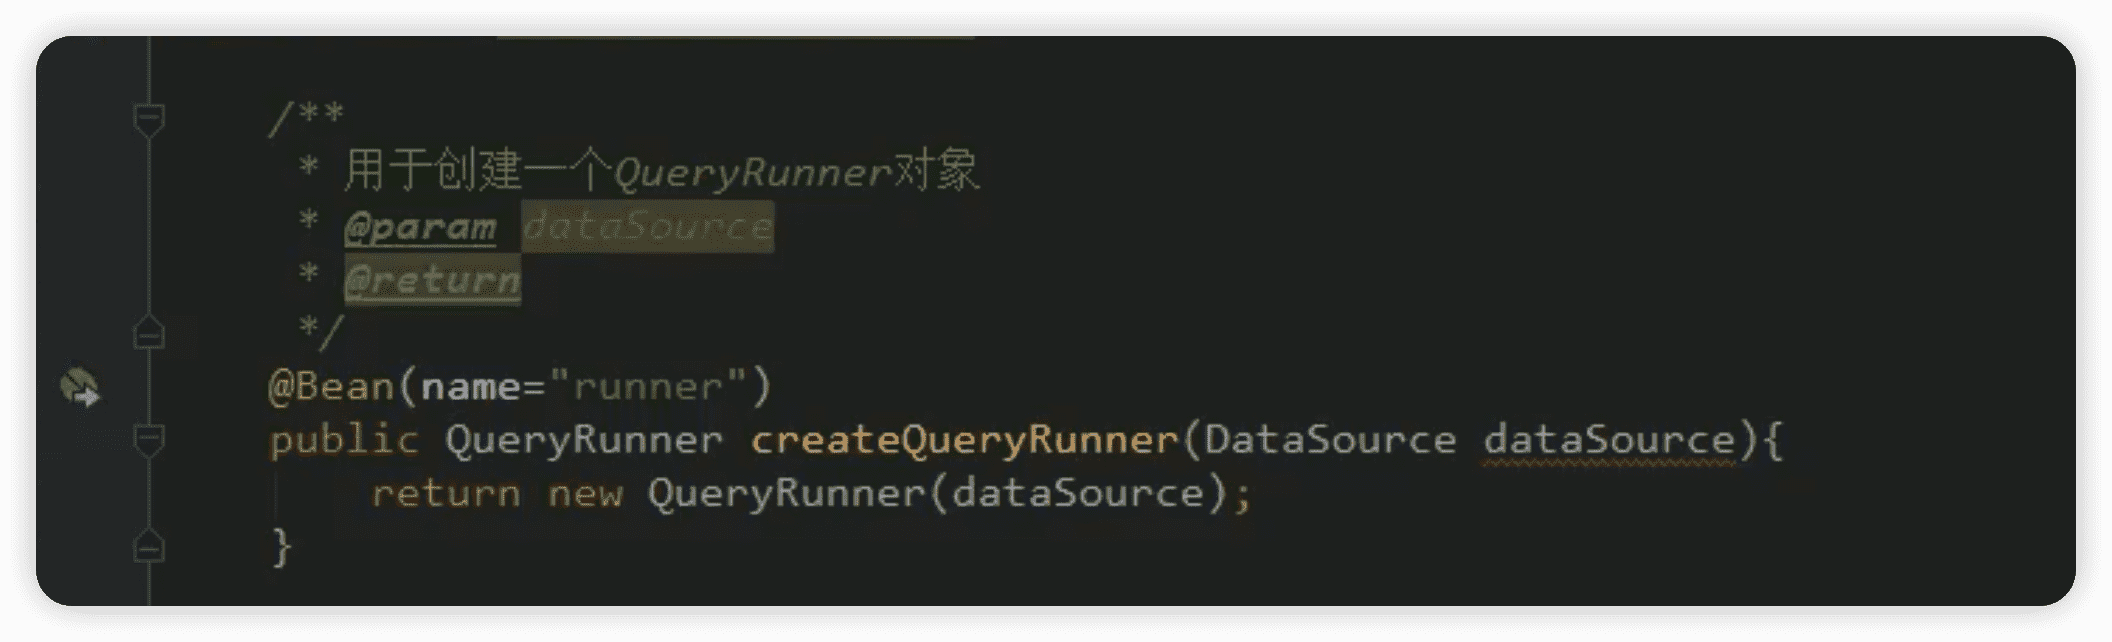 /**
* 用于创建一个QueryRunner对象
* @param dataSource
* @return
*/
@Bean(name="runner")
public QueryRunner createQueryRunner(DataSource dataSource){
return new QueryRunner(dataSource);
}